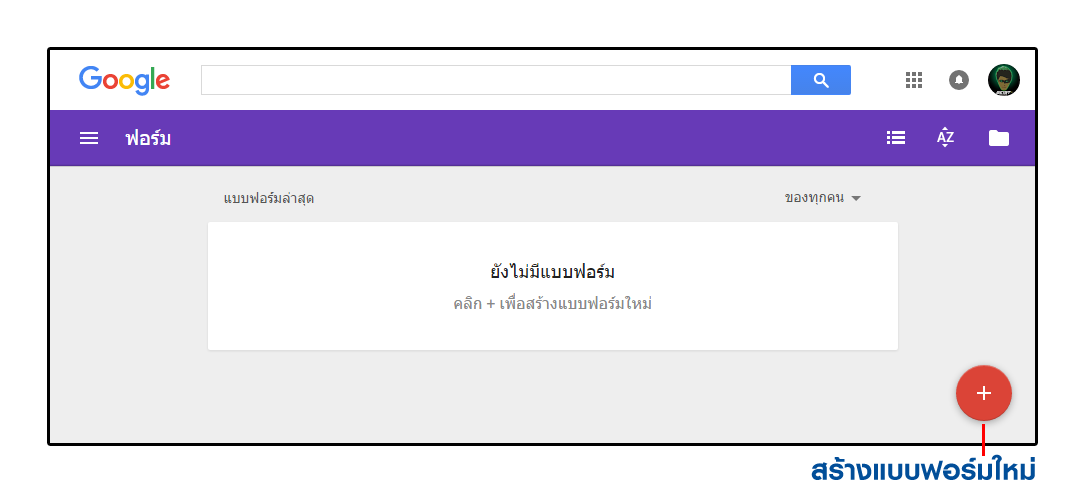 Google
ฟอร์ม
AZ
แบบฟอร์มล่าสุด ของทุกคน
ยังไม่มีแบบฟอร์ม
คลิก + เพื่อสร้างแบบฟอร์มใหม่
+
สร้างแบบฟอร์มใหม่